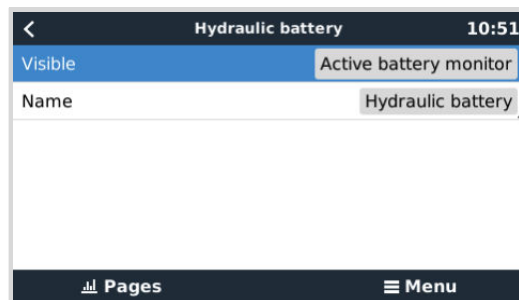 Hydraulic battery 10:51
Visible Active battery monitor
Name Hydraulic battery
Pages Menu